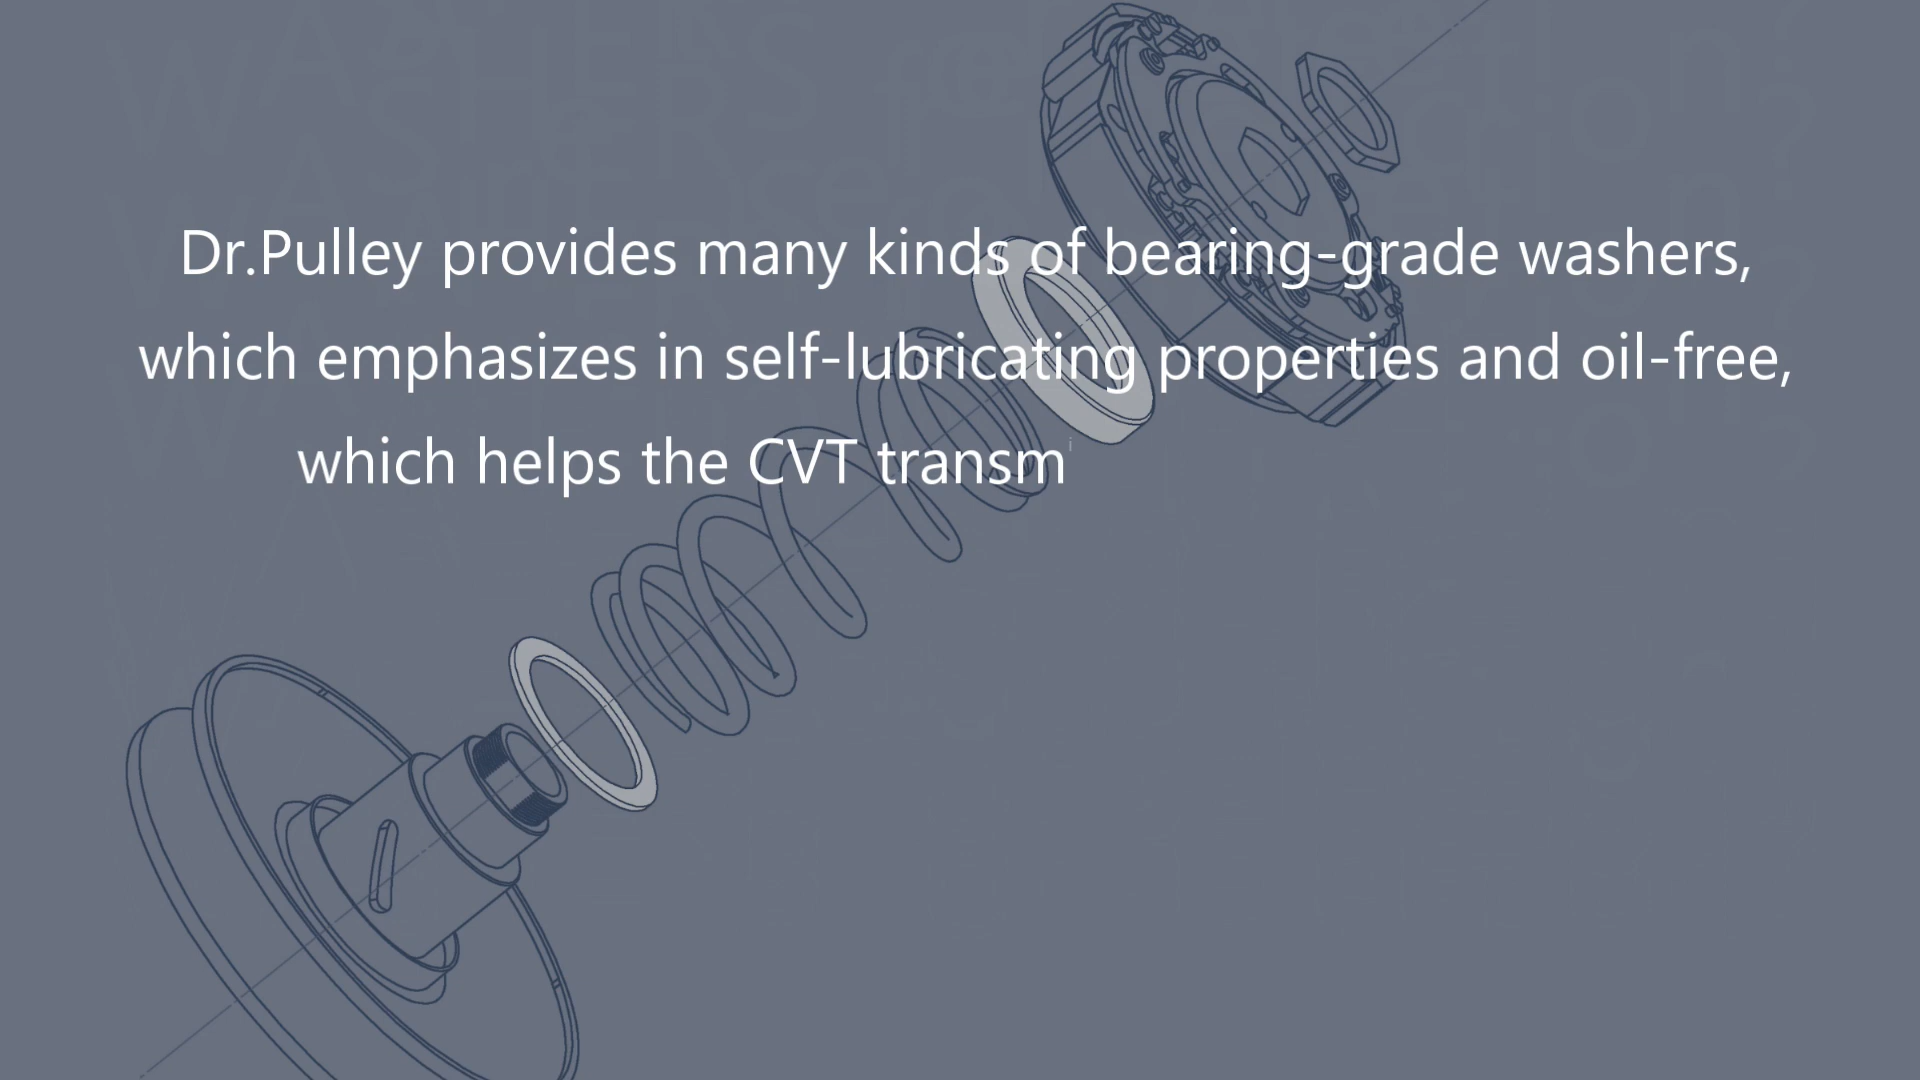 Dr.Pulley provides many kinds of bearing-grade washers,
which emphasizes in self-lubricating properties and oil-free,
which helps the CVT transmi